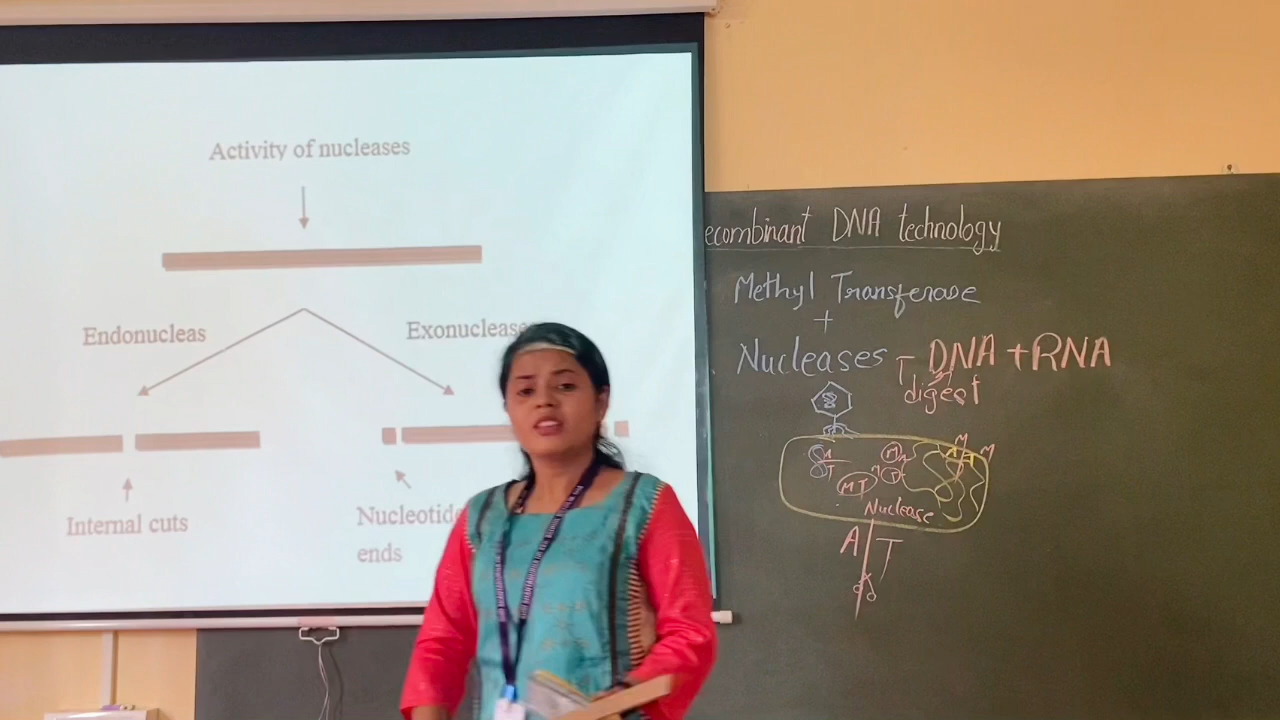 Activity of nucleases
Endonucleas
Exonuclease
Internal cuts
Nucleotide
ends
ecombinant DNA technology
Methyl Transferase
+
Nucleases - DNA + RNA
digest
A
T
M
A
M
T
MT
M
A
M
Nuclease
A T